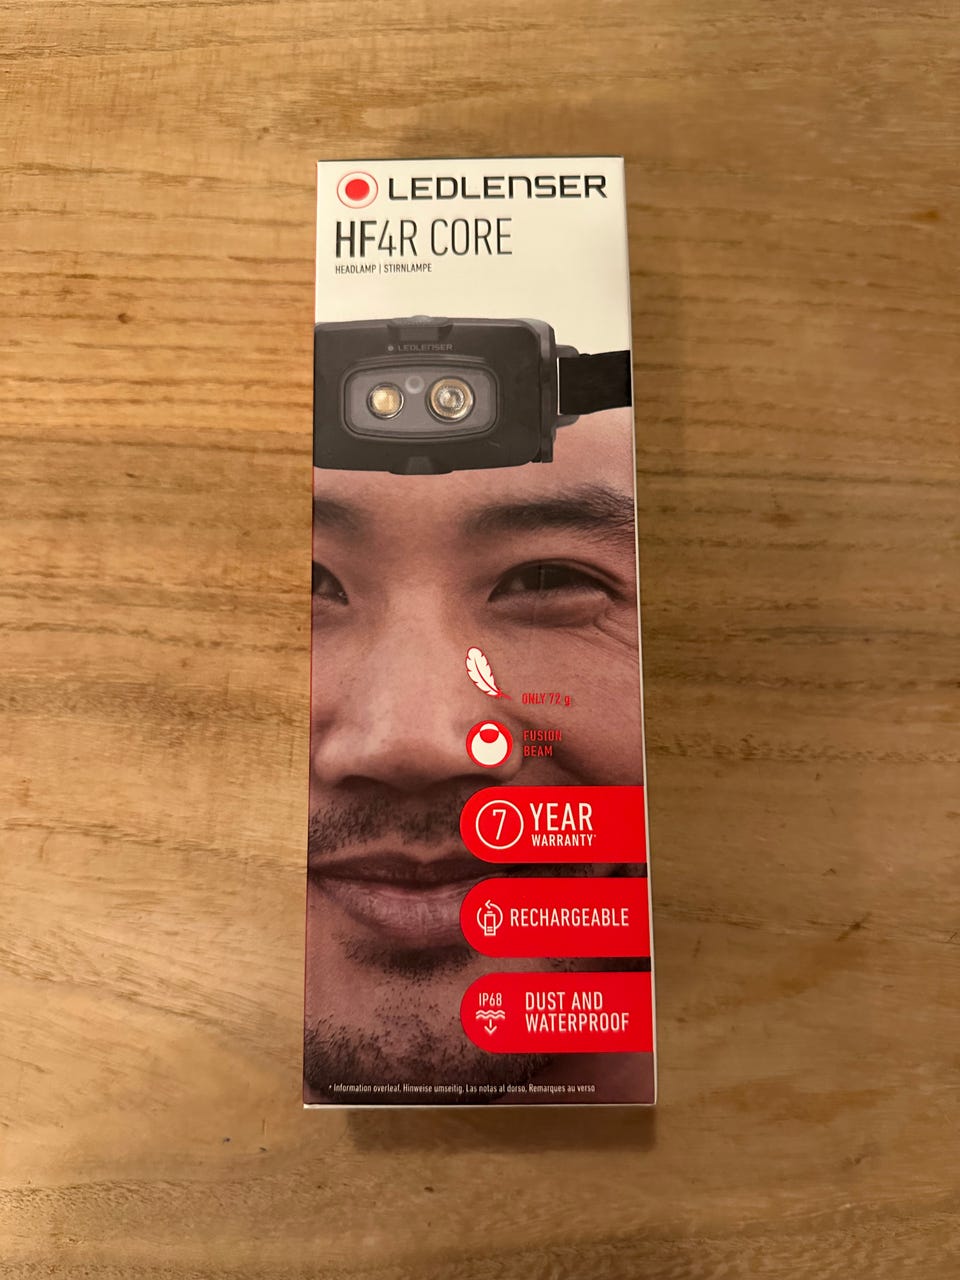 LEDLENSER
HF4R CORE
HEADLAMP | STIRNLAMPE
LEDLENSER
ONLY 72 g
FUSION
BEAM
7 YEAR
WARRANTY*
RECHARGEABLE
IP68
DUST AND
WATERPROOF
* Information overleaf, Hinweise umseitig, Las notas al dorso, Remarques au verso